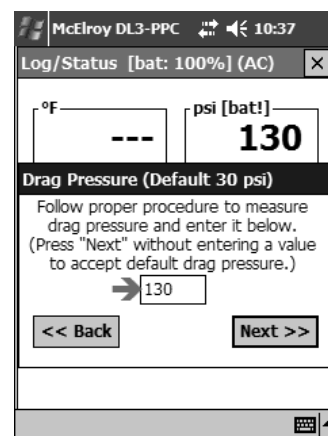 McElroy DL3-PPC 10:37
Log/Status [bat: 100%] (AC)
°F psi [bat!]
--- 130
Drag Pressure (Default 30 psi)
Follow proper procedure to measure
drag pressure and enter it below.
(Press "Next" without entering a value
to accept default drag pressure.)
130
<< Back Next >>